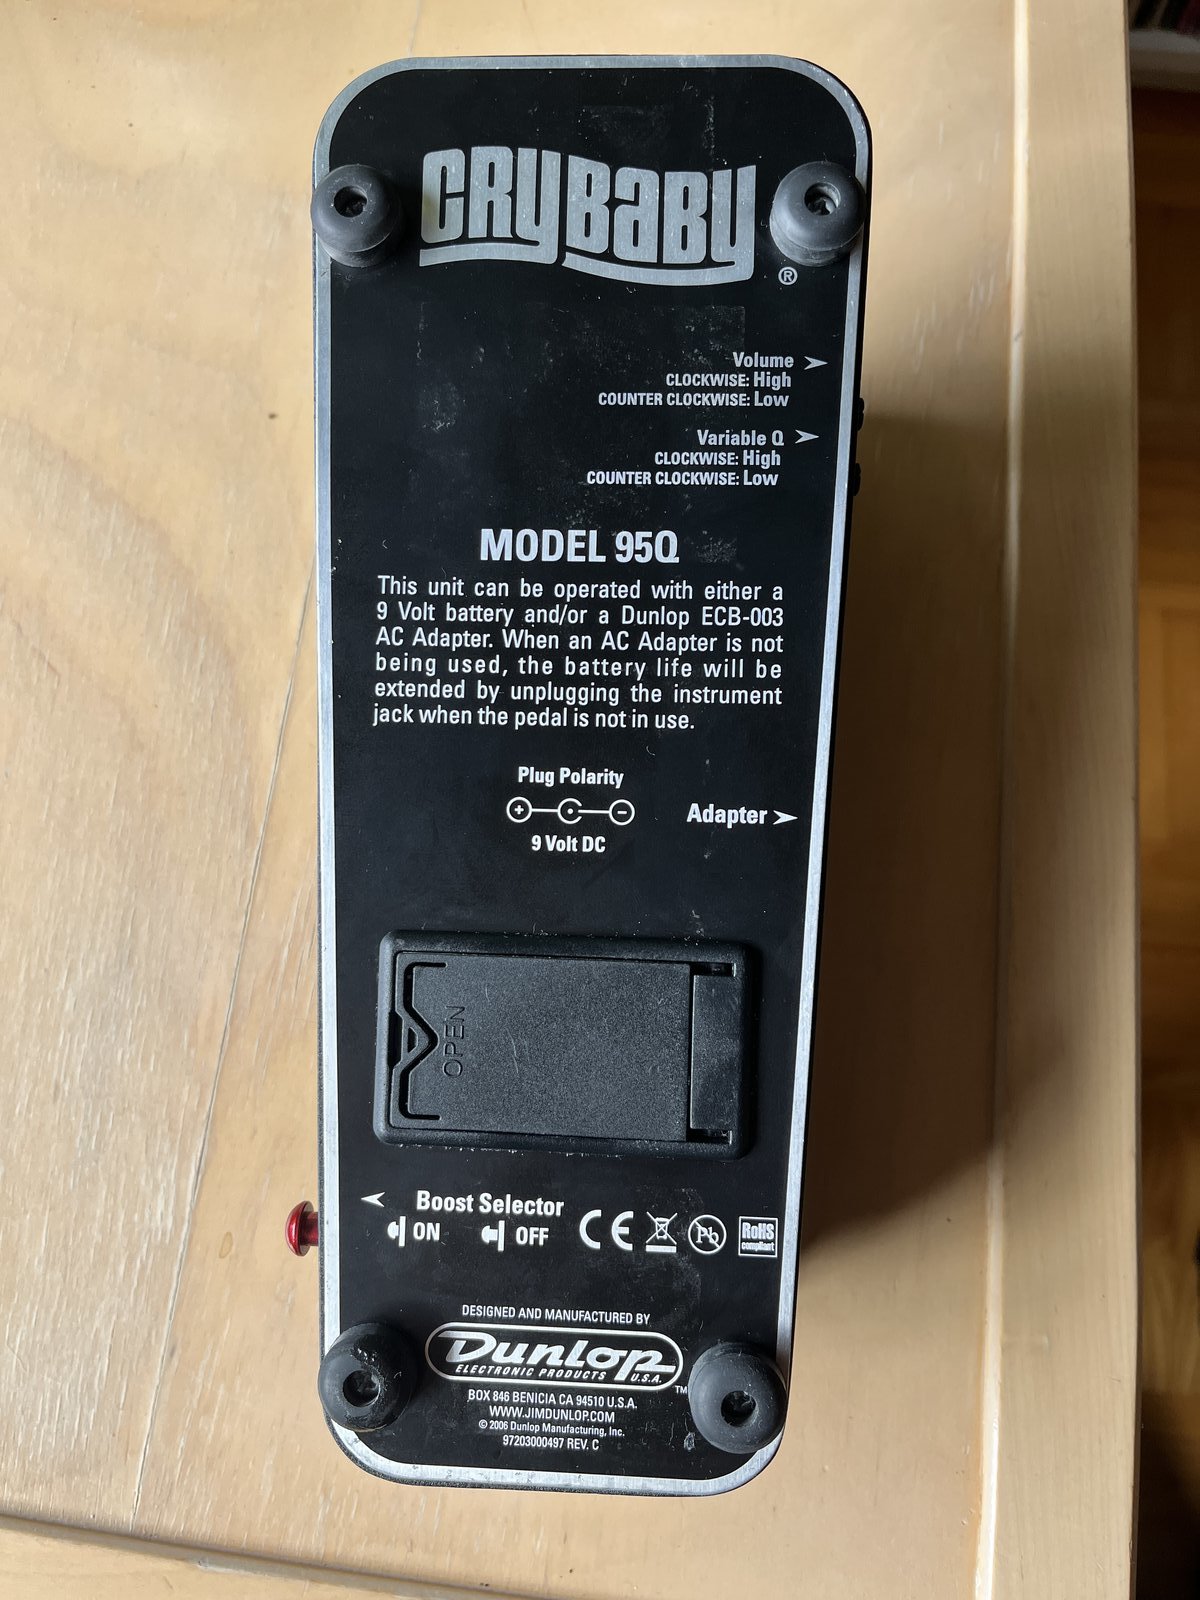 CRYBABY
®
Volume
CLOCKWISE: High
COUNTER CLOCKWISE: Low
Variable Q
CLOCKWISE: High
COUNTER CLOCKWISE: Low
MODEL 95Q
This unit can be operated with either a
9 Volt battery and/or a Dunlop ECB-003
AC Adapter. When an AC Adapter is not
being used, the battery life will be
extended by unplugging the instrument
jack when the pedal is not in use.
Plug Polarity
+ -
Adapter
9 Volt DC
OPEN
Boost Selector
ON OFF
CE Pb RoHS
compliant
DESIGNED AND MANUFACTURED BY
Dunlop
ELECTRONIC PRODUCTS U.S.A.
TM
BOX 846 BENICIA CA 94510 U.S.A.
WWW.JIMDUNLOP.COM
© 2006 Dunlop Manufacturing, Inc.
97203000497 REV. C